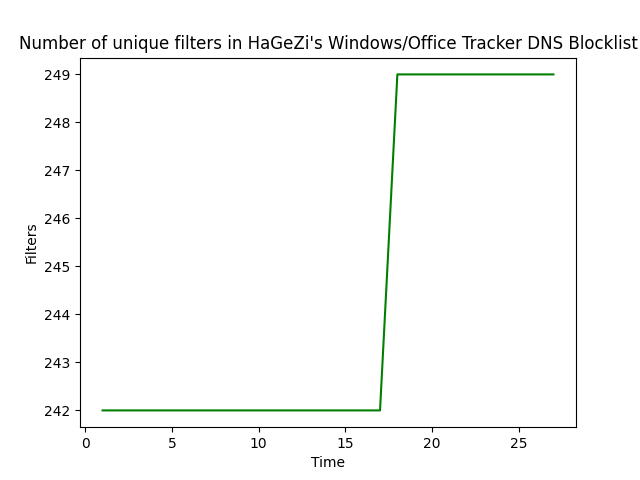 Number of unique filters in HaGeZi's Windows/Office Tracker DNS Blocklist
249
248
247
246
245
244
243
242
Filters
0 5 10 15 20 25
Time